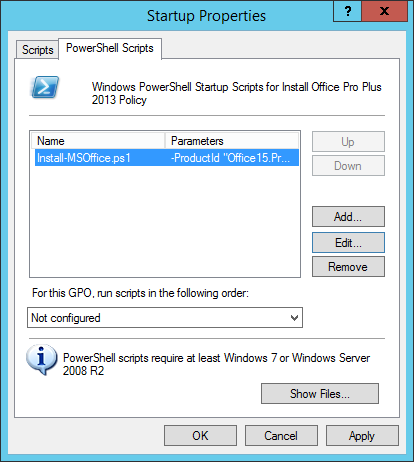 Startup Properties
?
x
Scripts
PowerShell Scripts
Windows PowerShell Startup Scripts for Install Office Pro Plus
2013 Policy
Name Parameters
Install-MSOffice.ps1 -ProductId "Office15.Pr...
Up
Down
Add...
Edit...
Remove
For this GPO, run scripts in the following order:
Not configured
PowerShell scripts require at least Windows 7 or Windows Server
2008 R2
Show Files...
OK Cancel Apply